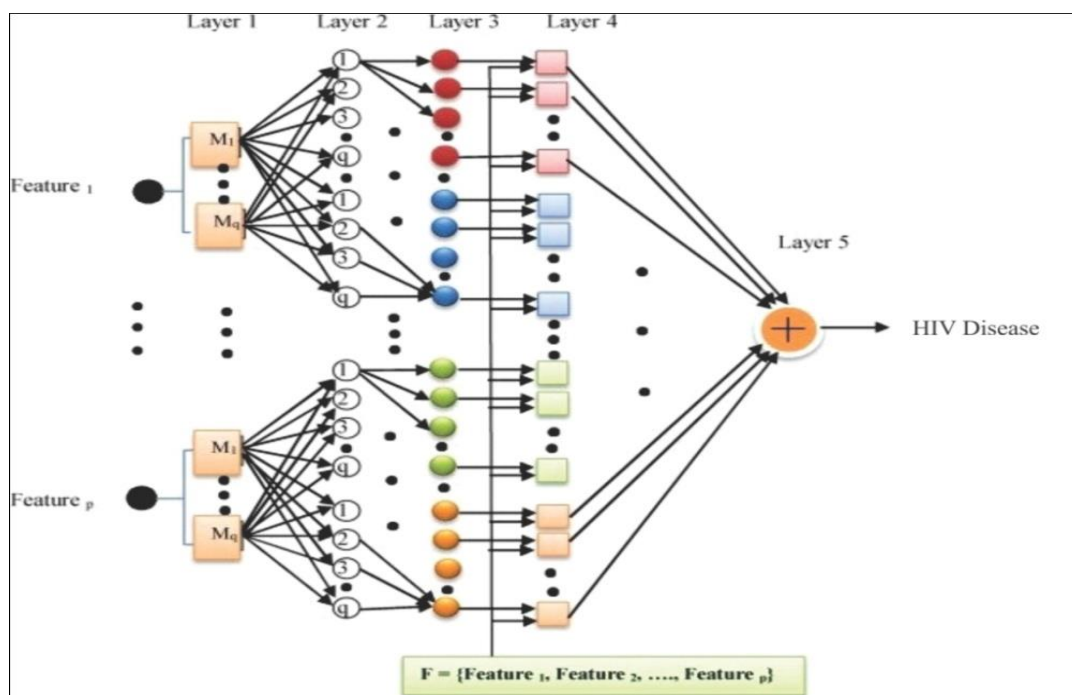 Layer 1 Layer 2 Layer 3 Layer 4
1
2
3
q
M1
Feature 1
Mq
1
2
3
q
Layer 5
+
HIV Disease
1
2
3
q
M1
Feature p
Mq
1
2
3
q
F = {Feature 1, Feature 2, …., Feature p}